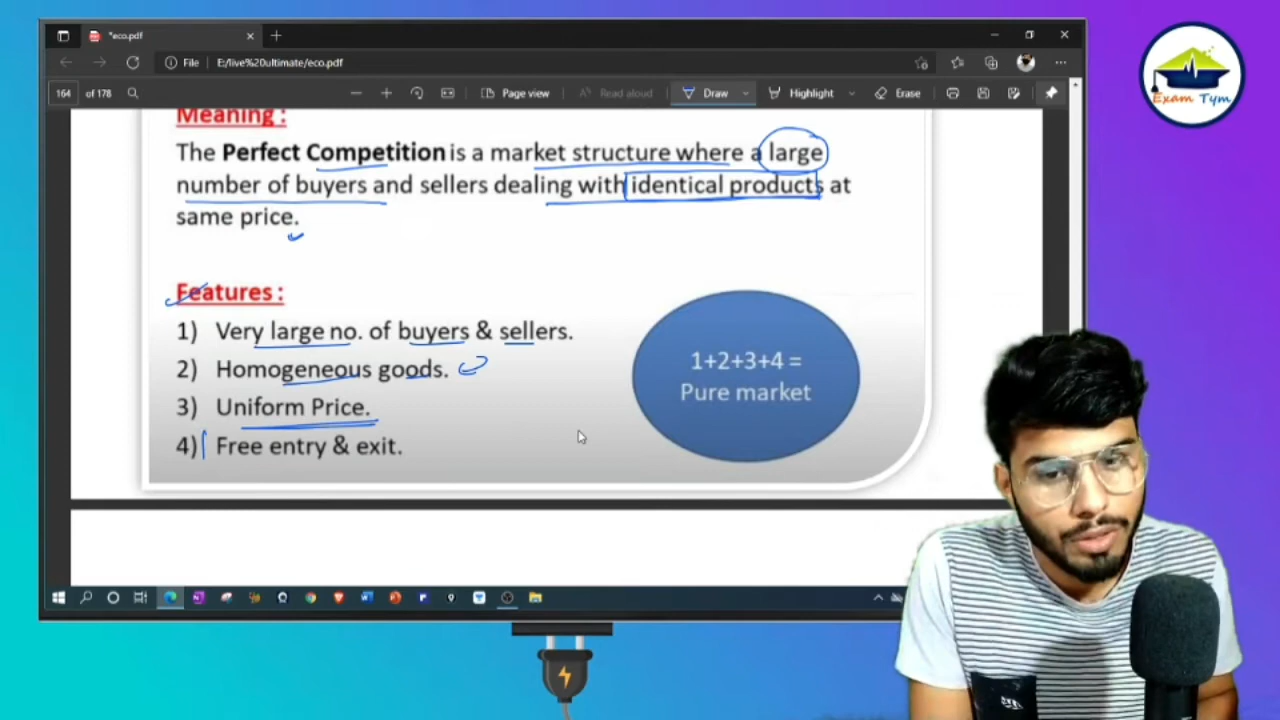 *eco.pdf
File
E:/live%20ultimate/eco.pdf
164 of 178
Page view
Read aloud
Draw
Highlight
Erase
Exam Tym
Meaning :
The Perfect Competition is a market structure where a large
number of buyers and sellers dealing with identical products at
same price.
Features :
1) Very large no. of buyers & sellers.
2) Homogeneous goods.
3) Uniform Price.
4) Free entry & exit.
1+2+3+4 =
Pure market